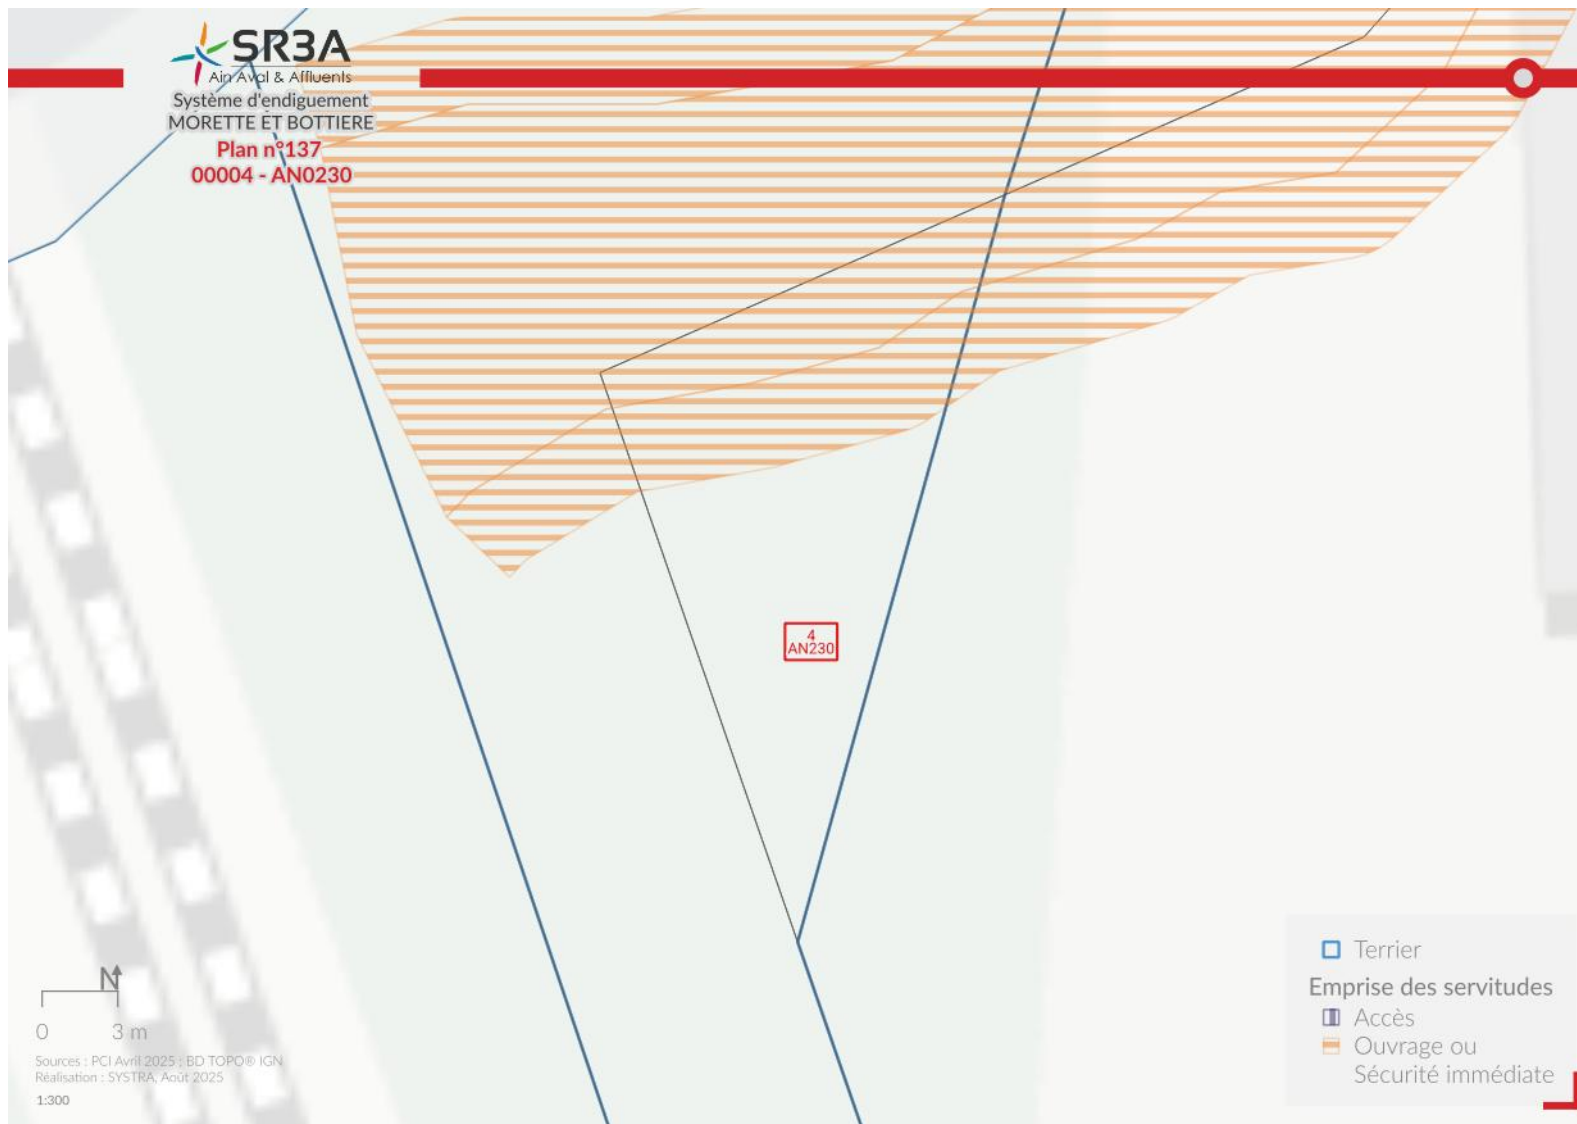 SR3A
Ain Aval & Affluents
Système d'endiguement
MORETTE ET BOTTIERE
Plan n°137
00004 - AN0230
4
AN230
N
0 3 m
Sources : PCI Avril 2025 ; BD TOPO® IGN
Réalisation : SYSTRA, Août 2025
1:300
Terrier
Emprise des servitudes
Accès
Ouvrage ou
Sécurité immédiate